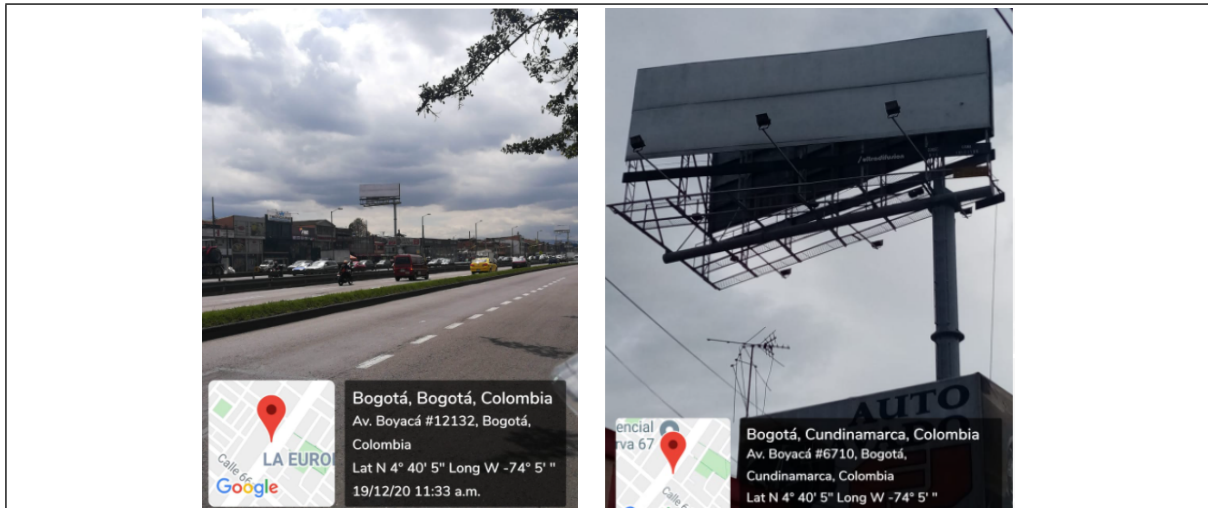 LA EURO
Calle 66
Google
Bogotá, Bogotá, Colombia
Av. Boyacá #12132, Bogotá,
Colombia
Lat N 4° 40' 5" Long W -74° 5' "
19/12/20 11:33 a.m.
AUTO
encial
rva 67
Calle
Bogotá, Cundinamarca, Colombia
Av. Boyacá #6710, Bogotá,
Cundinamarca, Colombia
Lat N 4° 40' 5" Long W -74° 5' "